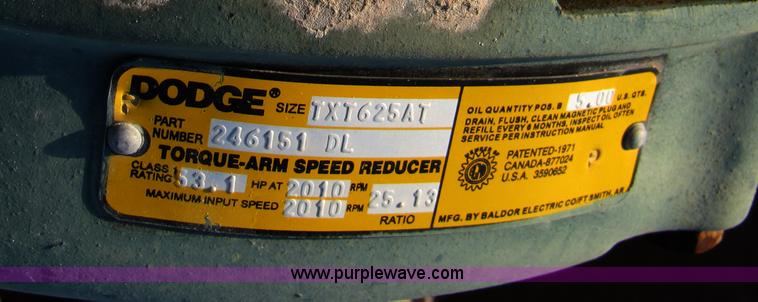 DODGE® SIZE TXT625AT
PART NUMBER 246151 DL
TORQUE-ARM SPEED REDUCER
CLASS RATING 53.1 HP AT 2010 RPM 25.13
MAXIMUM INPUT SPEED 2010 RPM RATIO
OIL QUANTITY POS. B 5.00 U.S. QTS.
DRAIN, FLUSH, CLEAN MAGNETIC PLUG AND
REFILL EVERY 6 MONTHS, INSPECT OIL OFTEN
SERVICE PER INSTRUCTION MANUAL
PATENTED-1971
CANADA-877024
U.S.A. 3590652
MFG. BY BALDOR ELECTRIC CO/FT SMITH, AR
www.purplewave.com